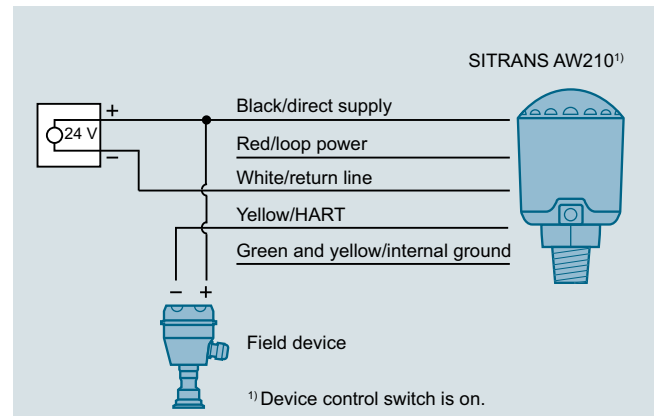 SITRANS AW210¹⁾
+
24 V
–
Black/direct supply
Red/loop power
White/return line
Yellow/HART
Green and yellow/internal ground
– +
Field device
¹⁾ Device control switch is on.